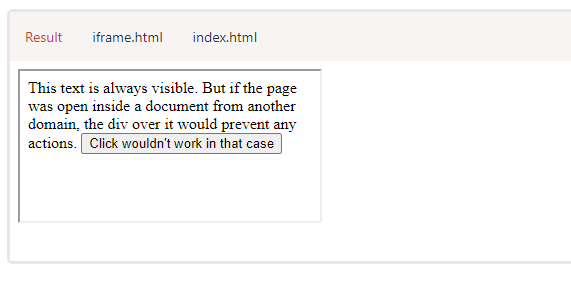 Result iframe.html index.html
This text is always visible. But if the page
was open inside a document from another
domain, the div over it would prevent any
actions. Click wouldn't work in that case